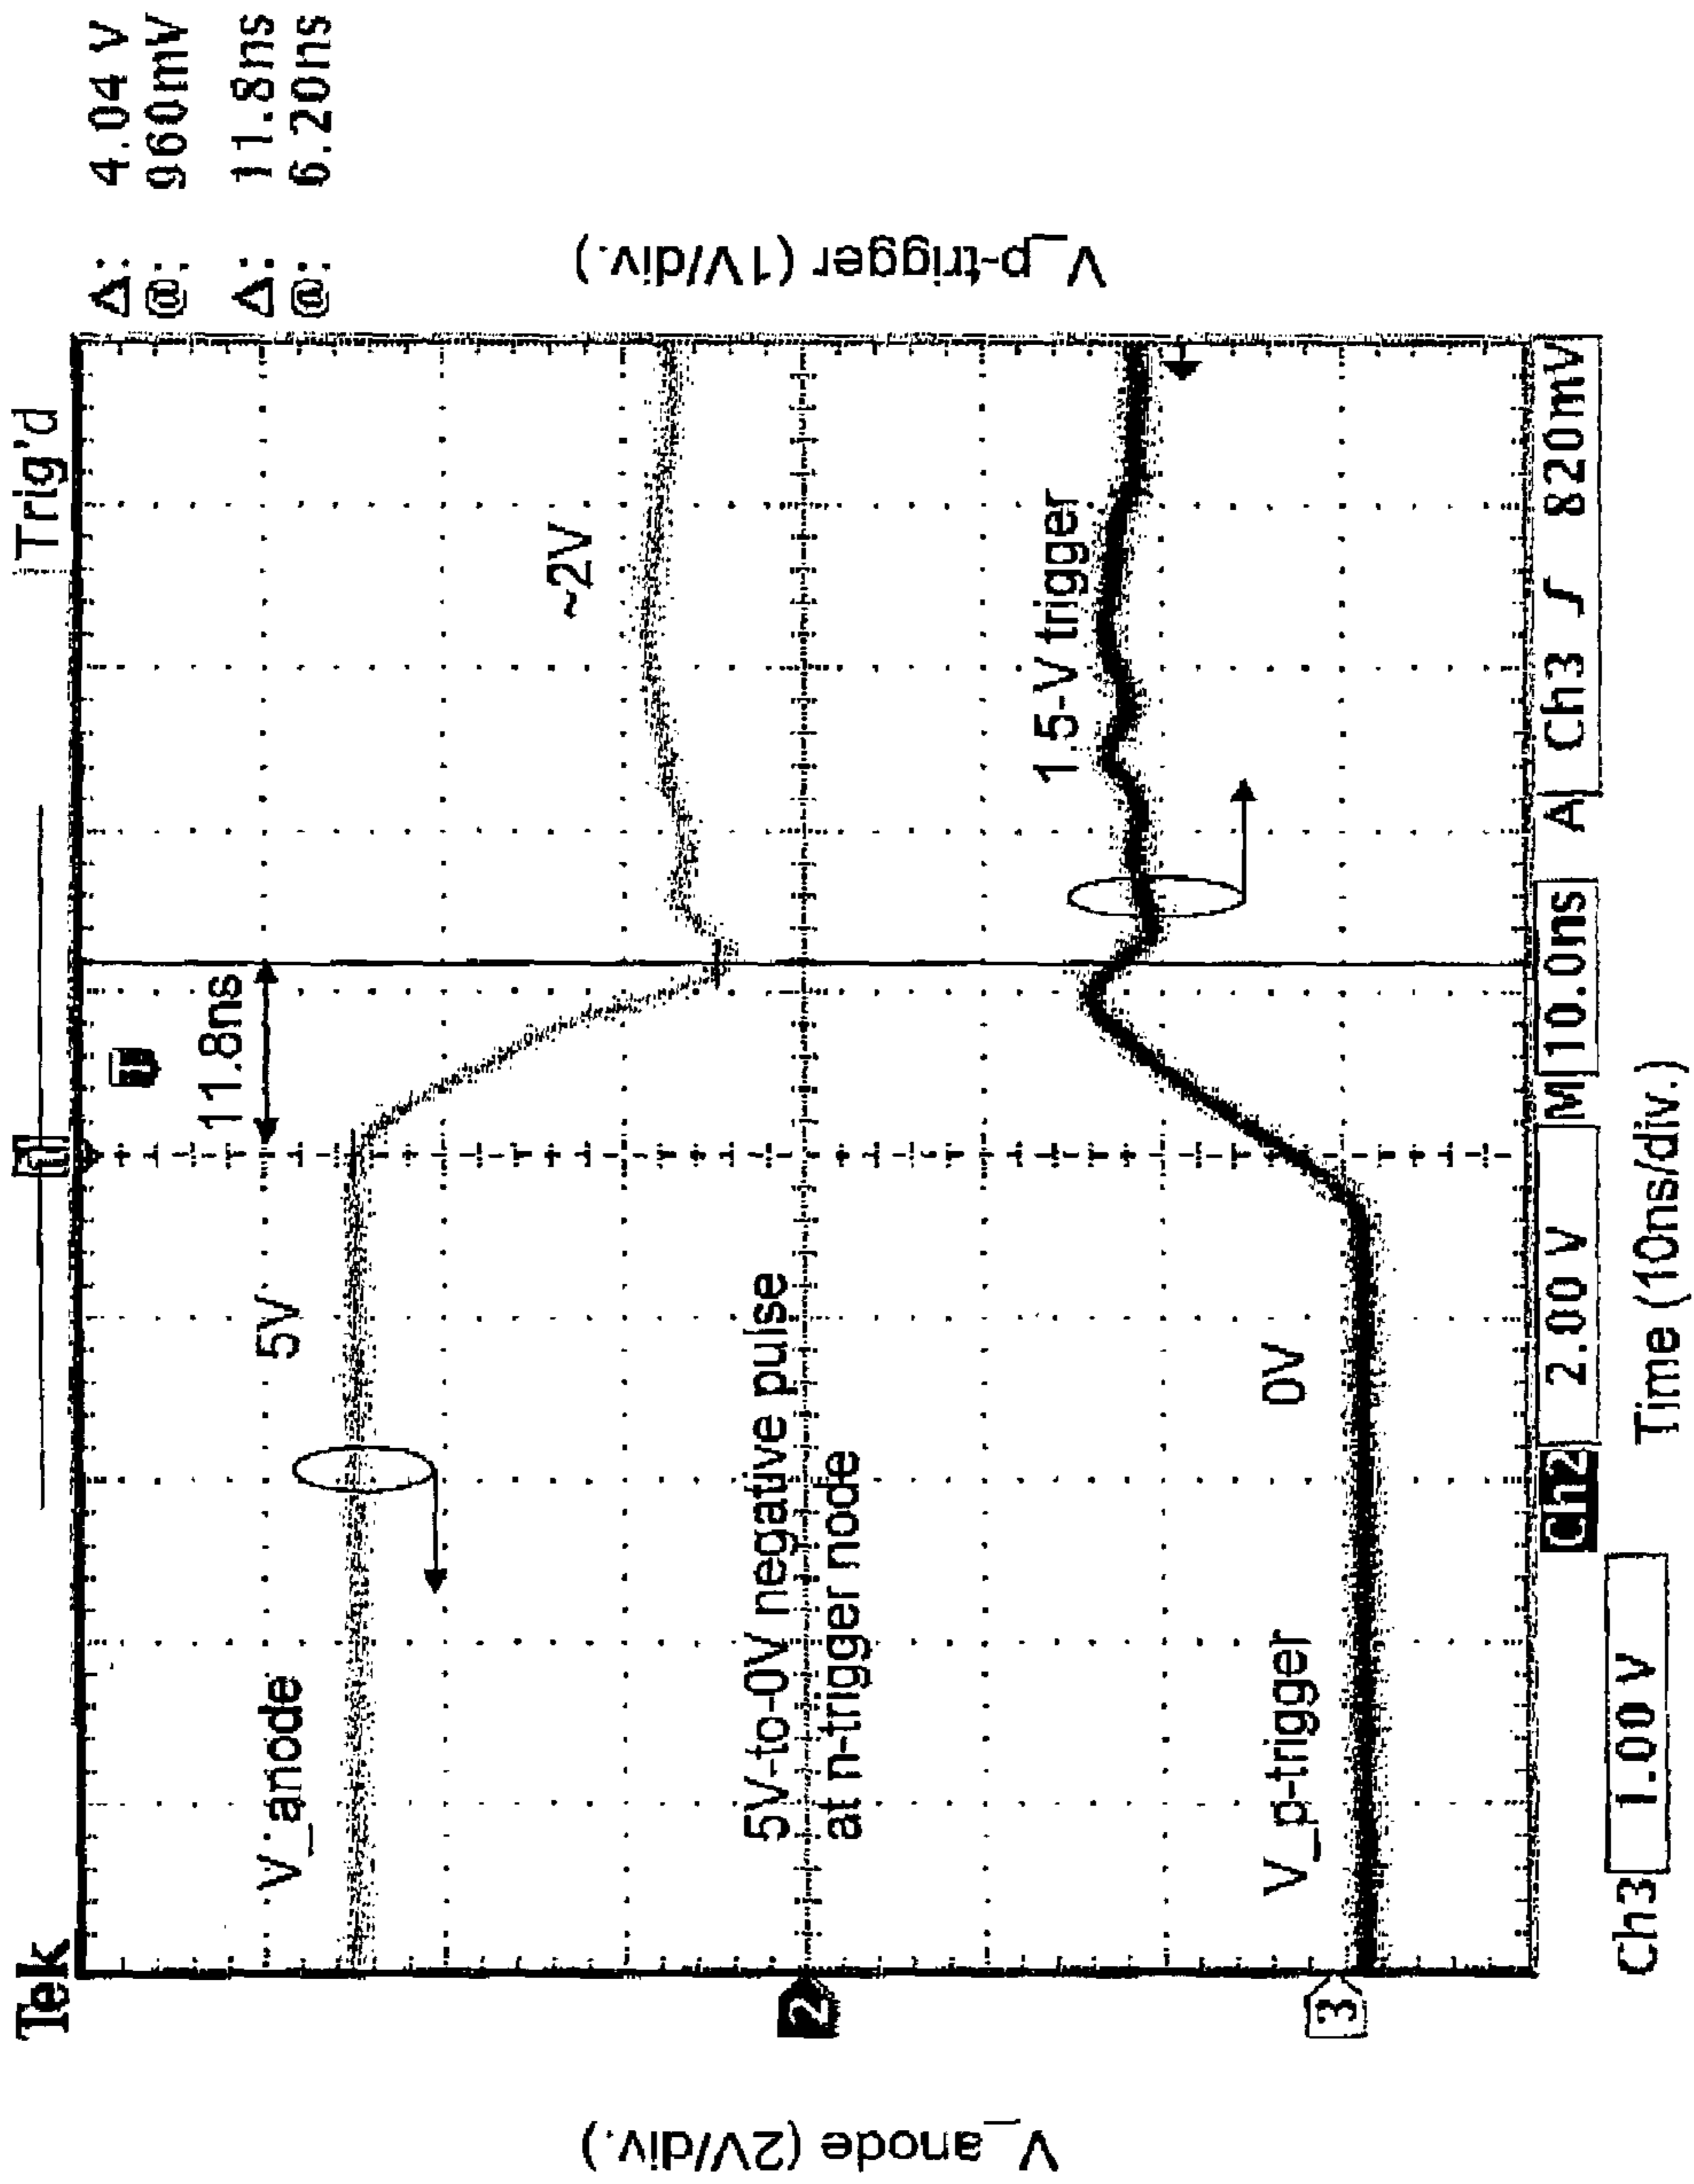 Tek
Trig'd
Δ: 4.04 V
@: 960mV
Δ: 11.8ns
@: 6.20ns
11.8ns
V_anode
5V
~2V
5V-to-0V negative pulse
at n-trigger node
1.5-V trigger
V_p-trigger
0V
2
3
V_anode (2V/div.)
V_p-trigger (1V/div.)
Ch2 2.00 V M 10.0ns A Ch3 ∫ 820mV
Ch3 1.00 V
Time (10ns/div.)